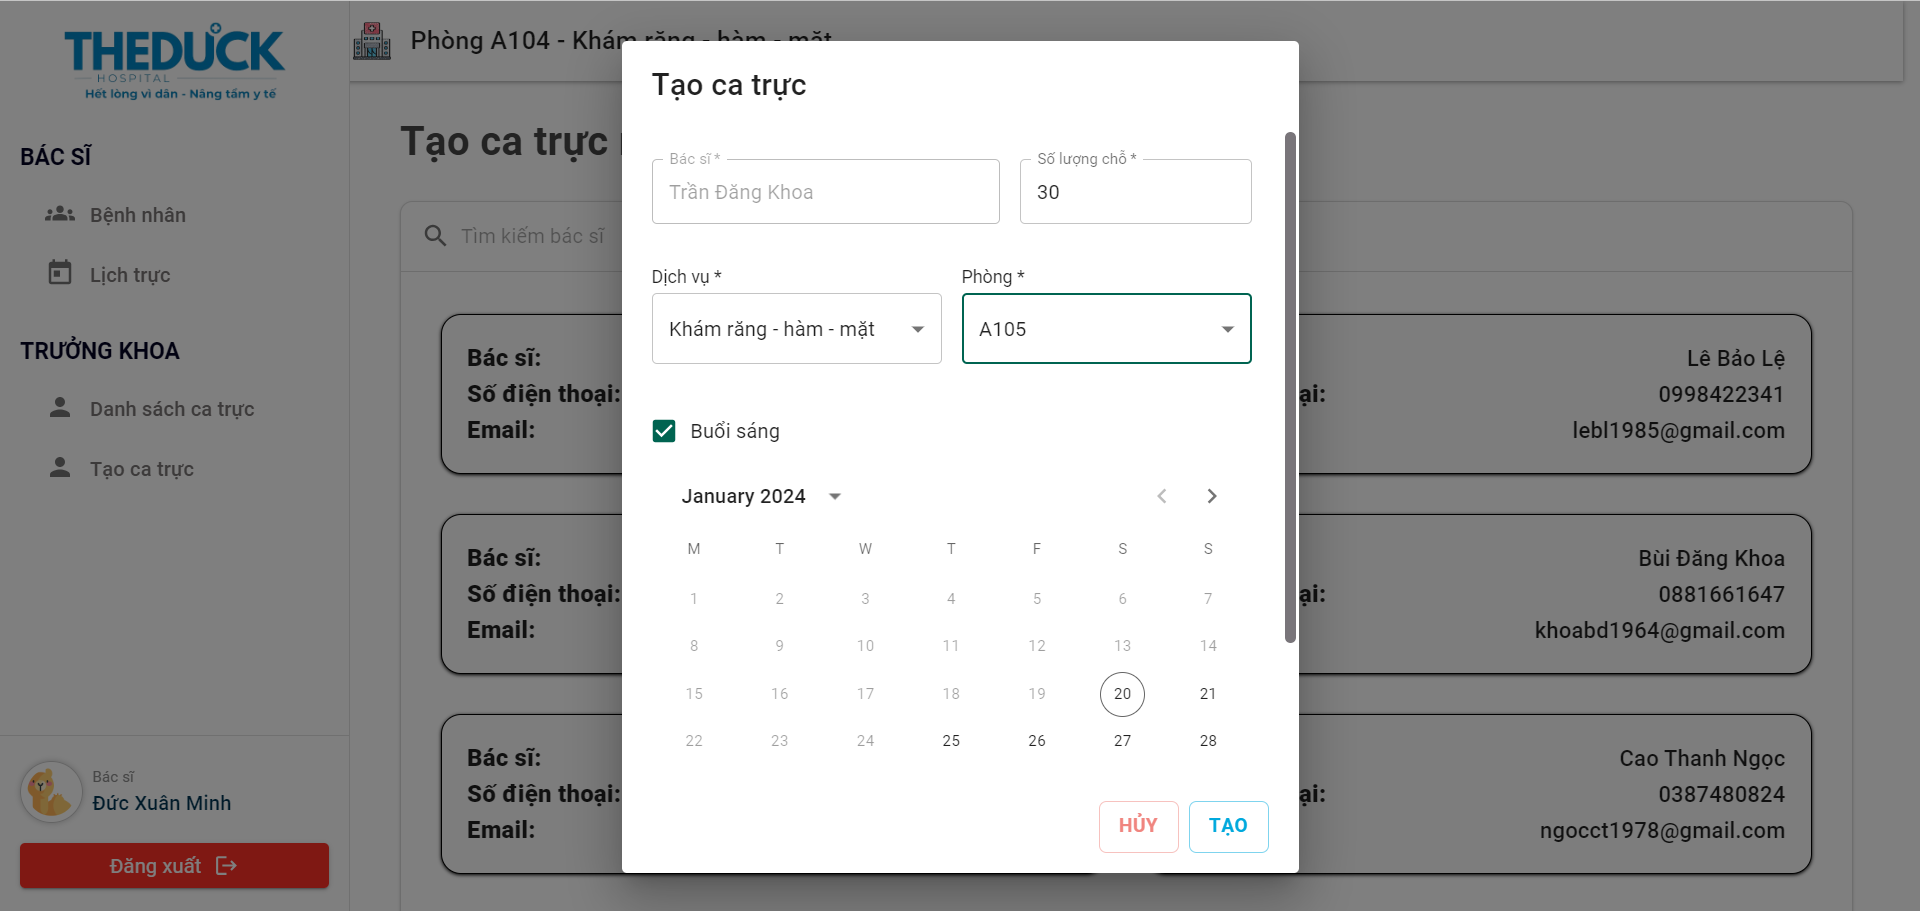 THEDUCK
HOSPITAL
Hết lòng vì dân - Nâng tầm y tế
BÁC SĨ
Bệnh nhân
Lịch trực
TRƯỞNG KHOA
Danh sách ca trực
Tạo ca trực
Bác sĩ
Đức Xuân Minh
Đăng xuất
Phòng A104 - Khám răng - hàm - mặt
Tạo ca trực
Tìm kiếm bác sĩ
Bác sĩ:
Lê Bảo Lệ
Số điện thoại:
ại:
0998422341
Email:
lebl1985@gmail.com
Bác sĩ:
Bùi Đăng Khoa
Số điện thoại:
ại:
0881661647
Email:
khoabd1964@gmail.com
Bác sĩ:
Cao Thanh Ngọc
Số điện thoại:
ại:
0387480824
Email:
ngocct1978@gmail.com
Tạo ca trực
Bác sĩ *
Trần Đăng Khoa
Số lượng chỗ *
30
Dịch vụ *
Khám răng - hàm - mặt
Phòng *
A105
Buổi sáng
January 2024
M T W T F S S
1 2 3 4 5 6 7
8 9 10 11 12 13 14
15 16 17 18 19 20 21
22 23 24 25 26 27 28
HỦY
TẠO